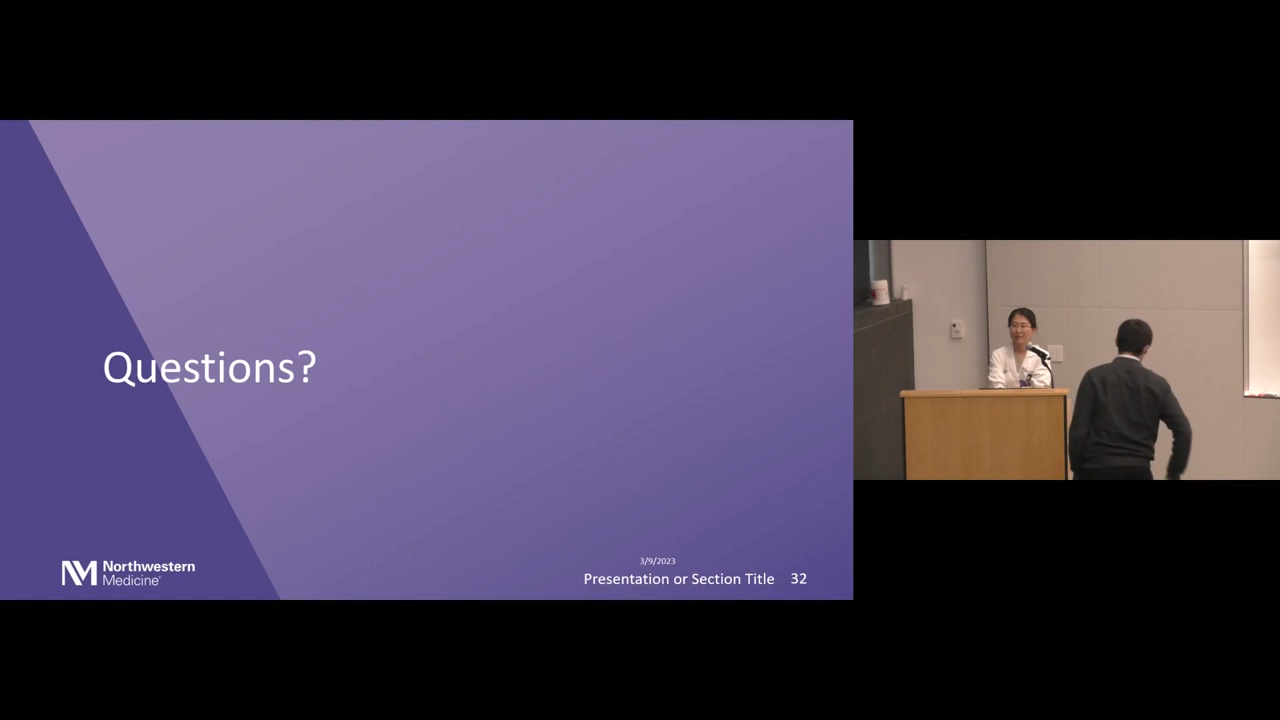 Questions?
Northwestern
Medicine
3/9/2023
Presentation or Section Title 32